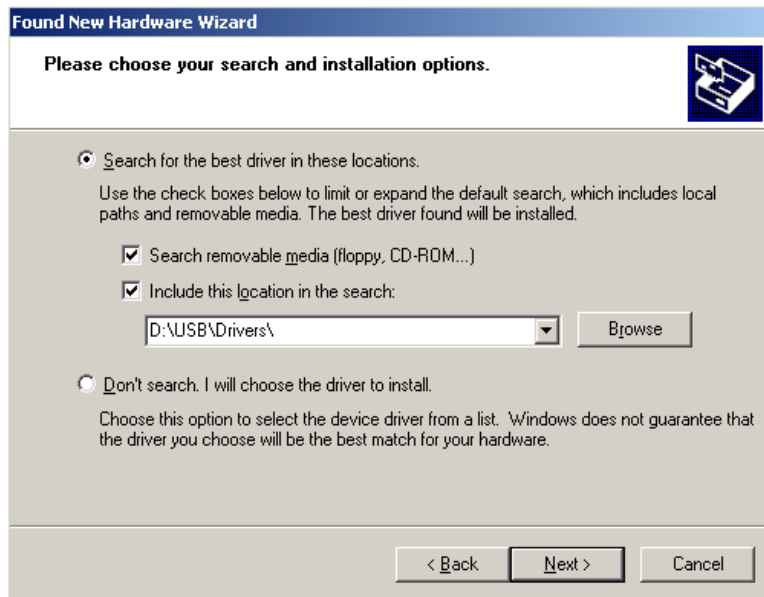 Found New Hardware Wizard
Please choose your search and installation options.
Search for the best driver in these locations.
Use the check boxes below to limit or expand the default search, which includes local
paths and removable media. The best driver found will be installed.
Search removable media (floppy, CD-ROM...)
Include this location in the search:
D:\USB\Drivers\
Browse
Don't search. I will choose the driver to install.
Choose this option to select the device driver from a list. Windows does not guarantee that
the driver you choose will be the best match for your hardware.
< Back
Next >
Cancel